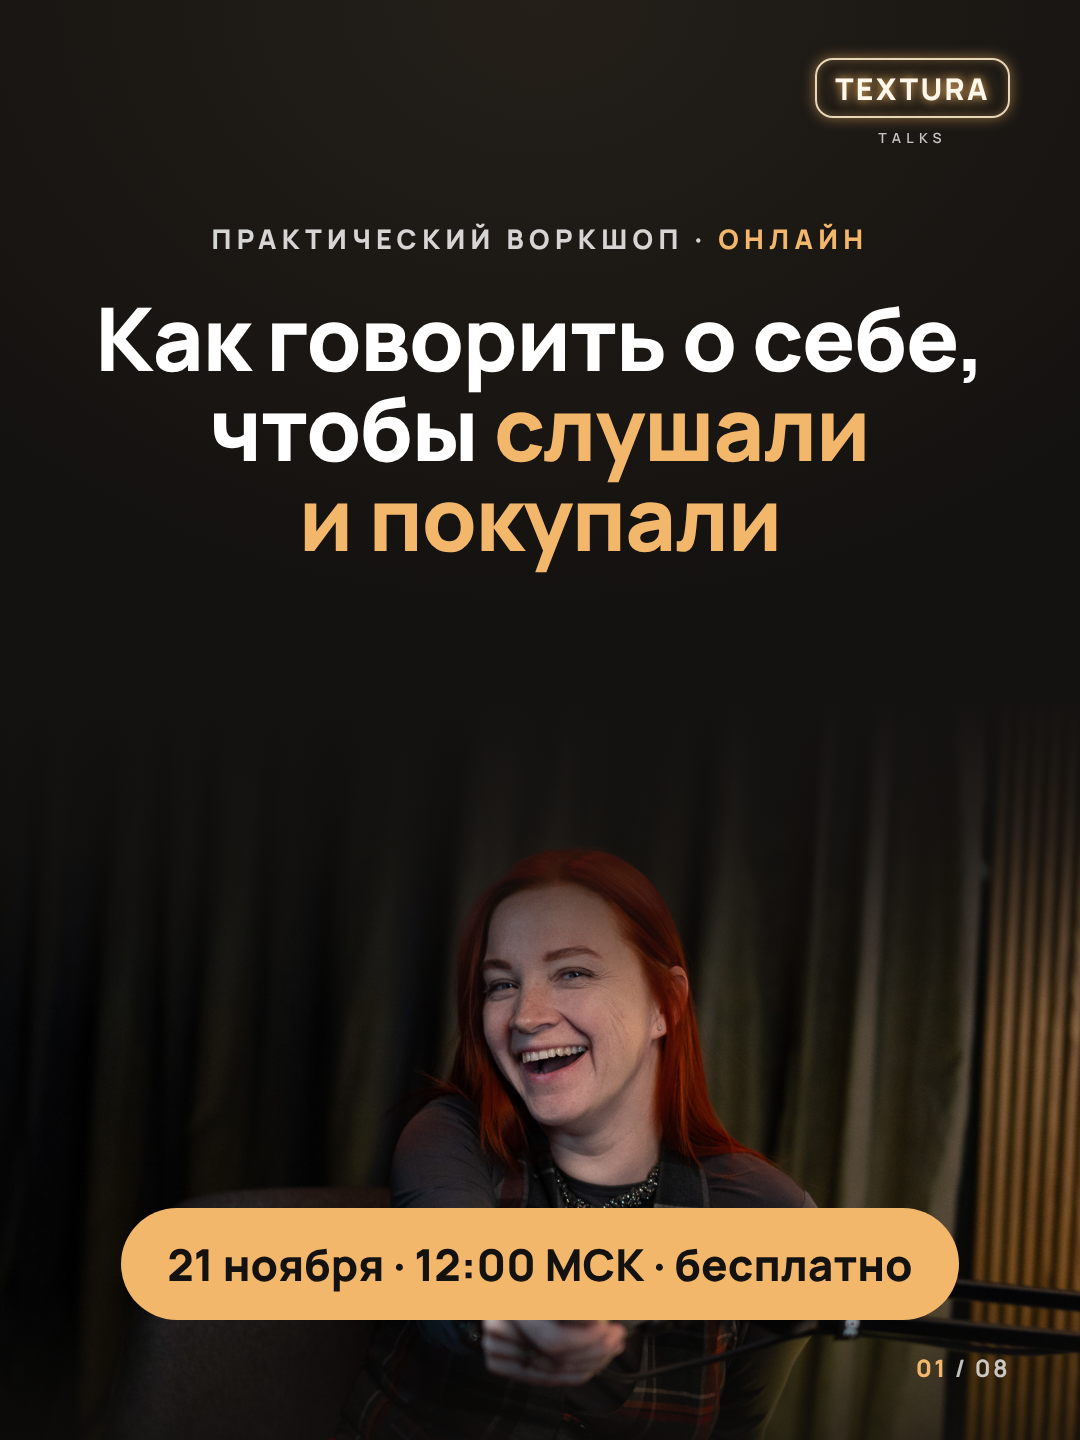 TEXTURA
TALKS
ПРАКТИЧЕСКИЙ ВОРКШОП · ОНЛАЙН
Как говорить о себе,
чтобы слушали
и покупали
21 ноября · 12:00 МСК · бесплатно
01 / 08